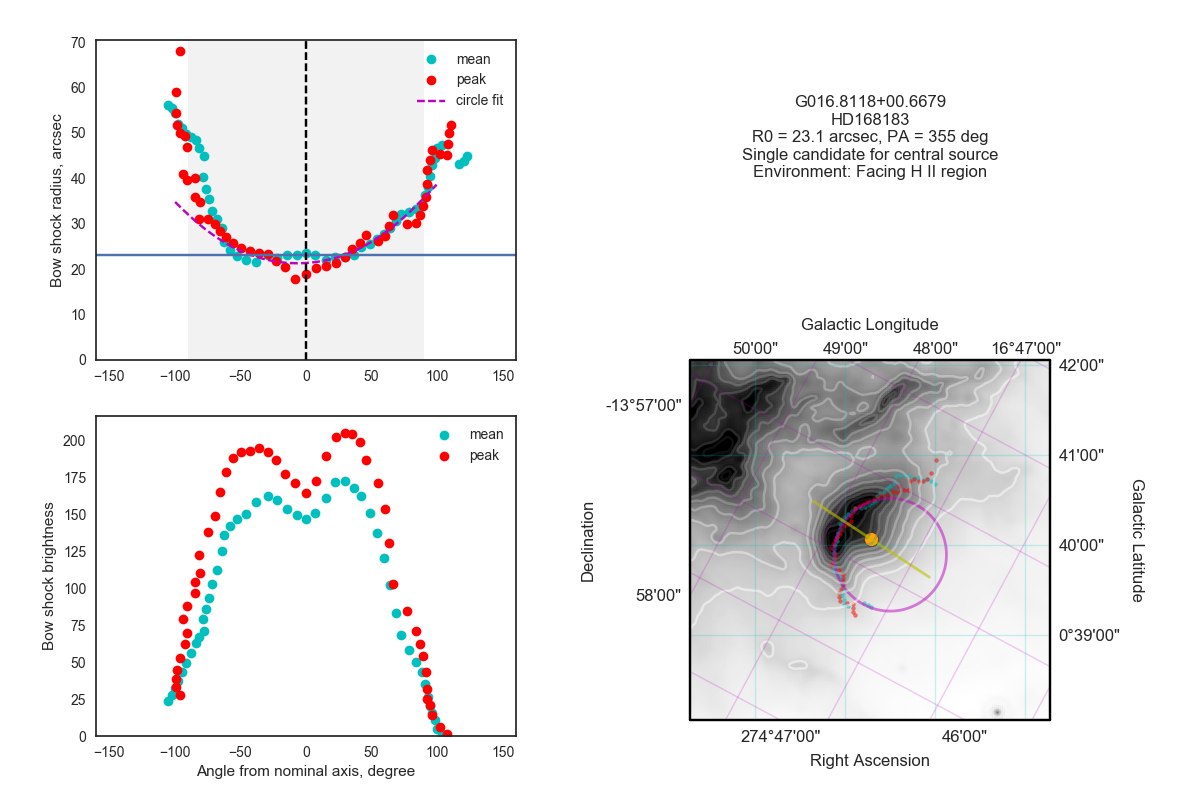 70
60
50
40
30
20
10
0
Bow shock radius, arcsec
−150
−100
−50
0
50
100
150
mean
peak
circle fit
200
175
150
125
100
75
50
25
0
Bow shock brightness
−150
−100
−50
0
50
100
150
Angle from nominal axis, degree
mean
peak
G016.8118+00.6679
HD168183
R0 = 23.1 arcsec, PA = 355 deg
Single candidate for central source
Environment: Facing H II region
Galactic Longitude
50'00"
49'00"
48'00"
16°47'00"
42'00"
41'00"
40'00"
0°39'00"
Galactic Latitude
-13°57'00"
58'00"
Declination
274°47'00"
46'00"
Right Ascension